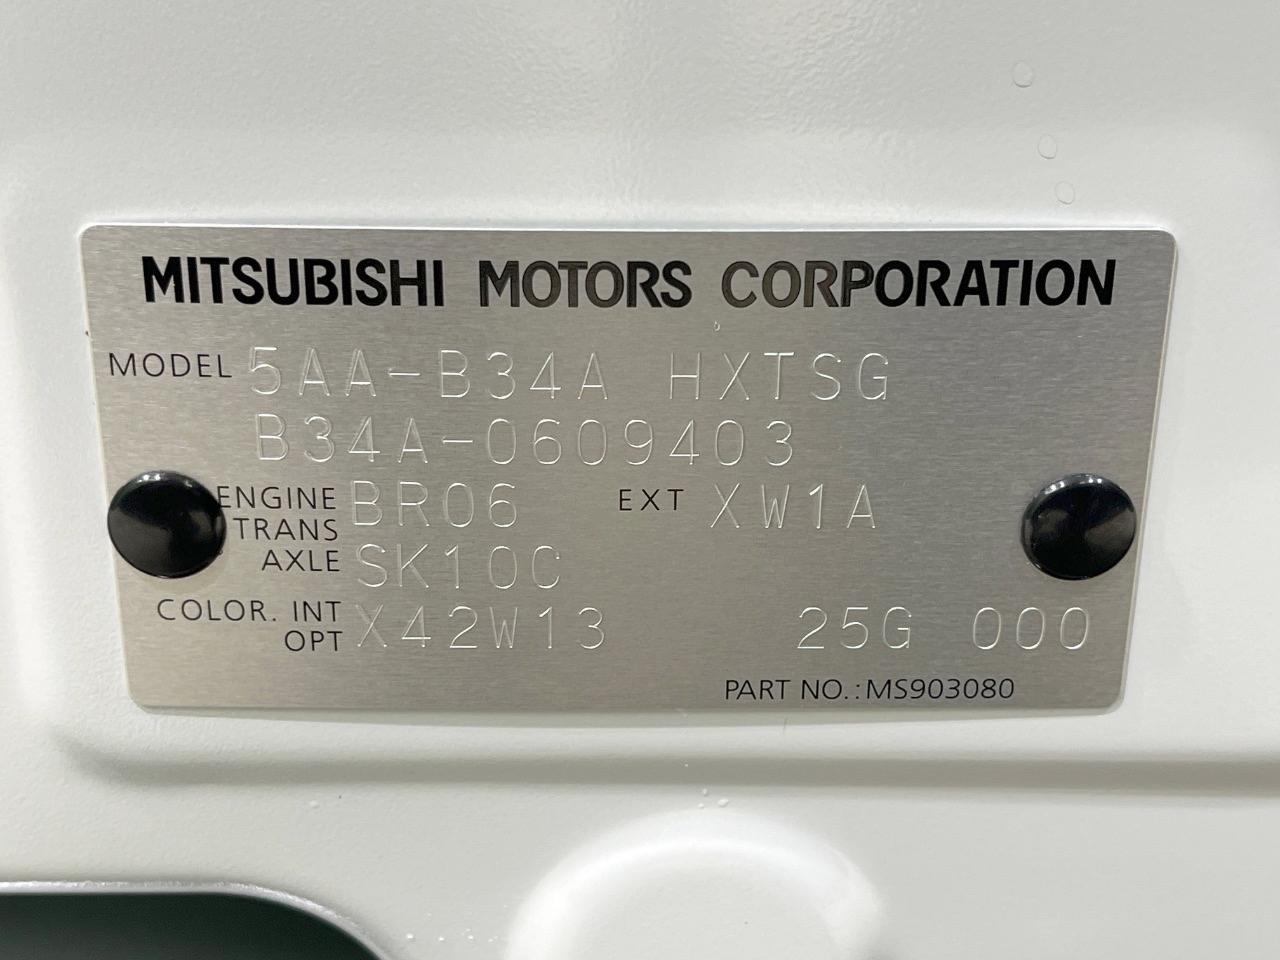 MITSUBISHI MOTORS CORPORATION
MODEL 5AA-B34A HXTSG
B34A-0609403
ENGINE BR06 EXT XW1A
TRANS
AXLE SK10C
COLOR. INT X42W13 25G 000
OPT
PART NO.:MS903080